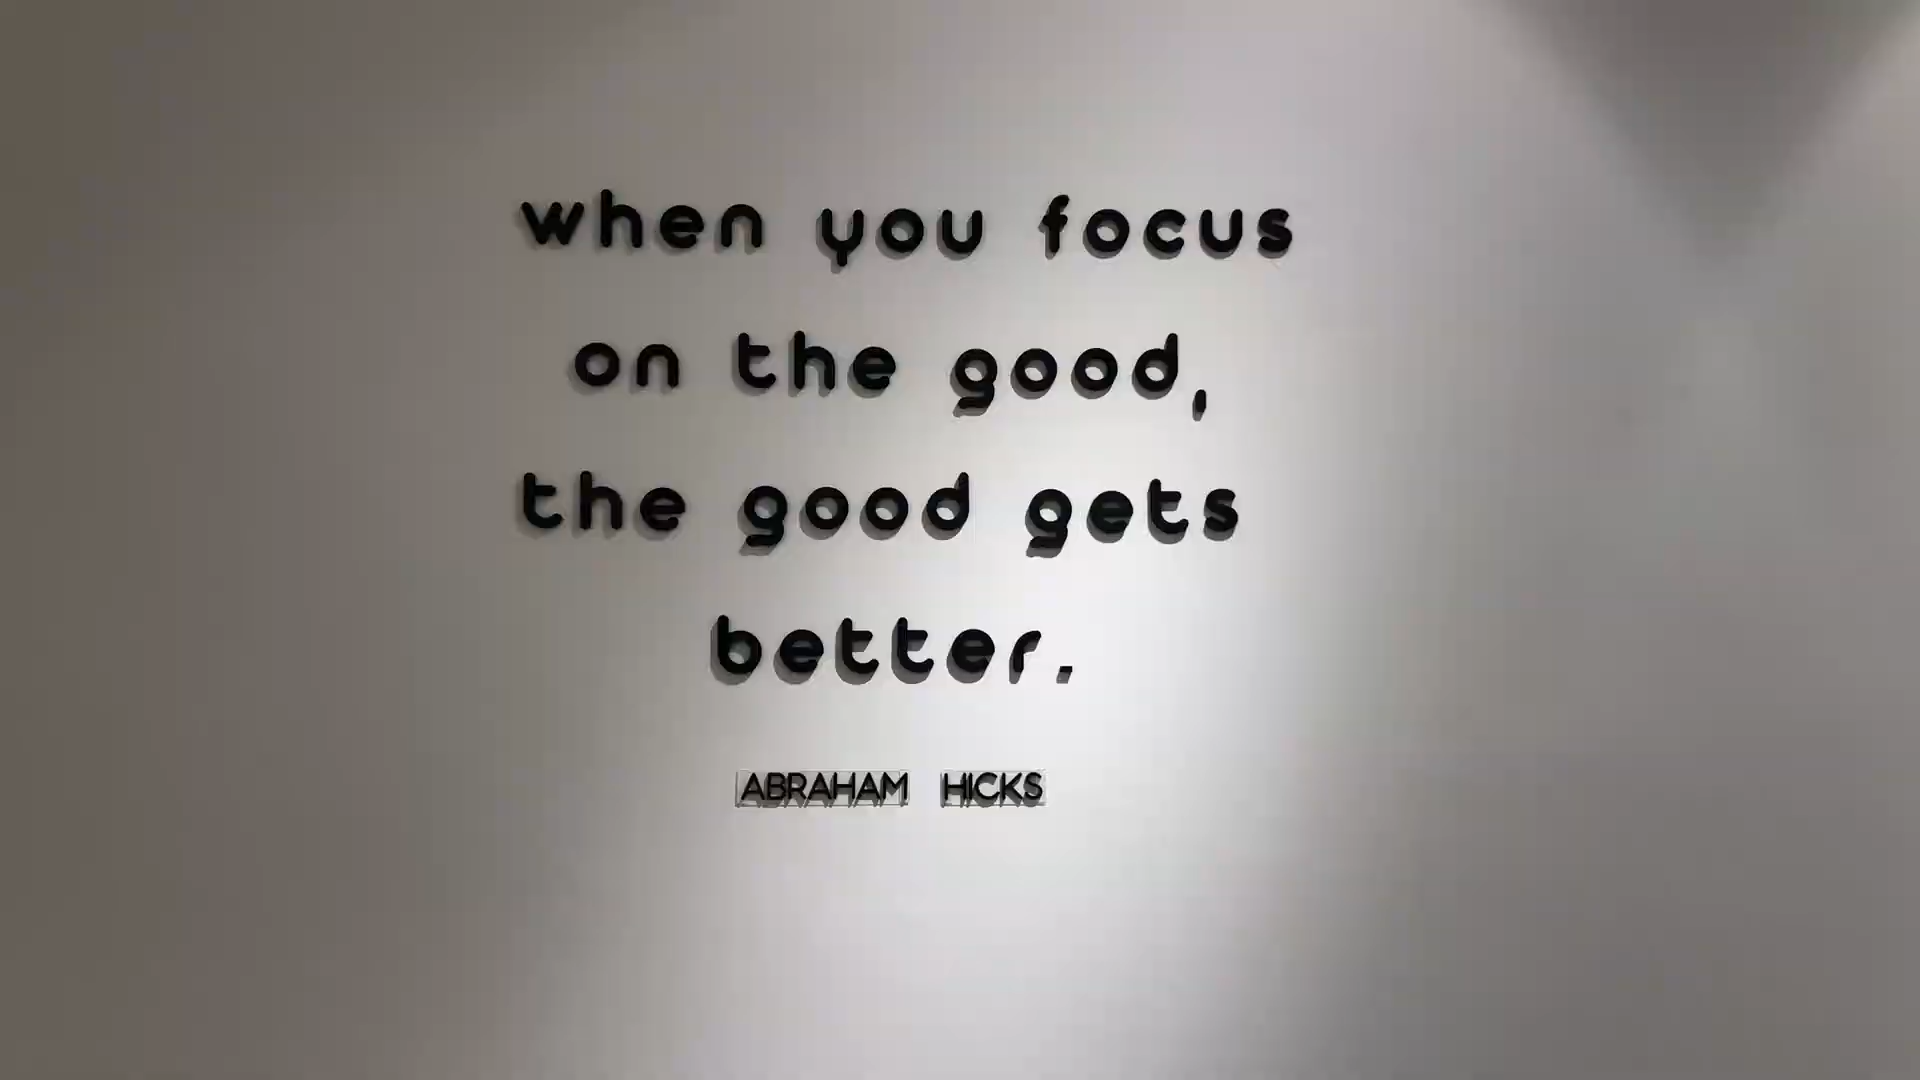 when you focus
on the good,
the good gets
better.
ABRAHAM HICKS